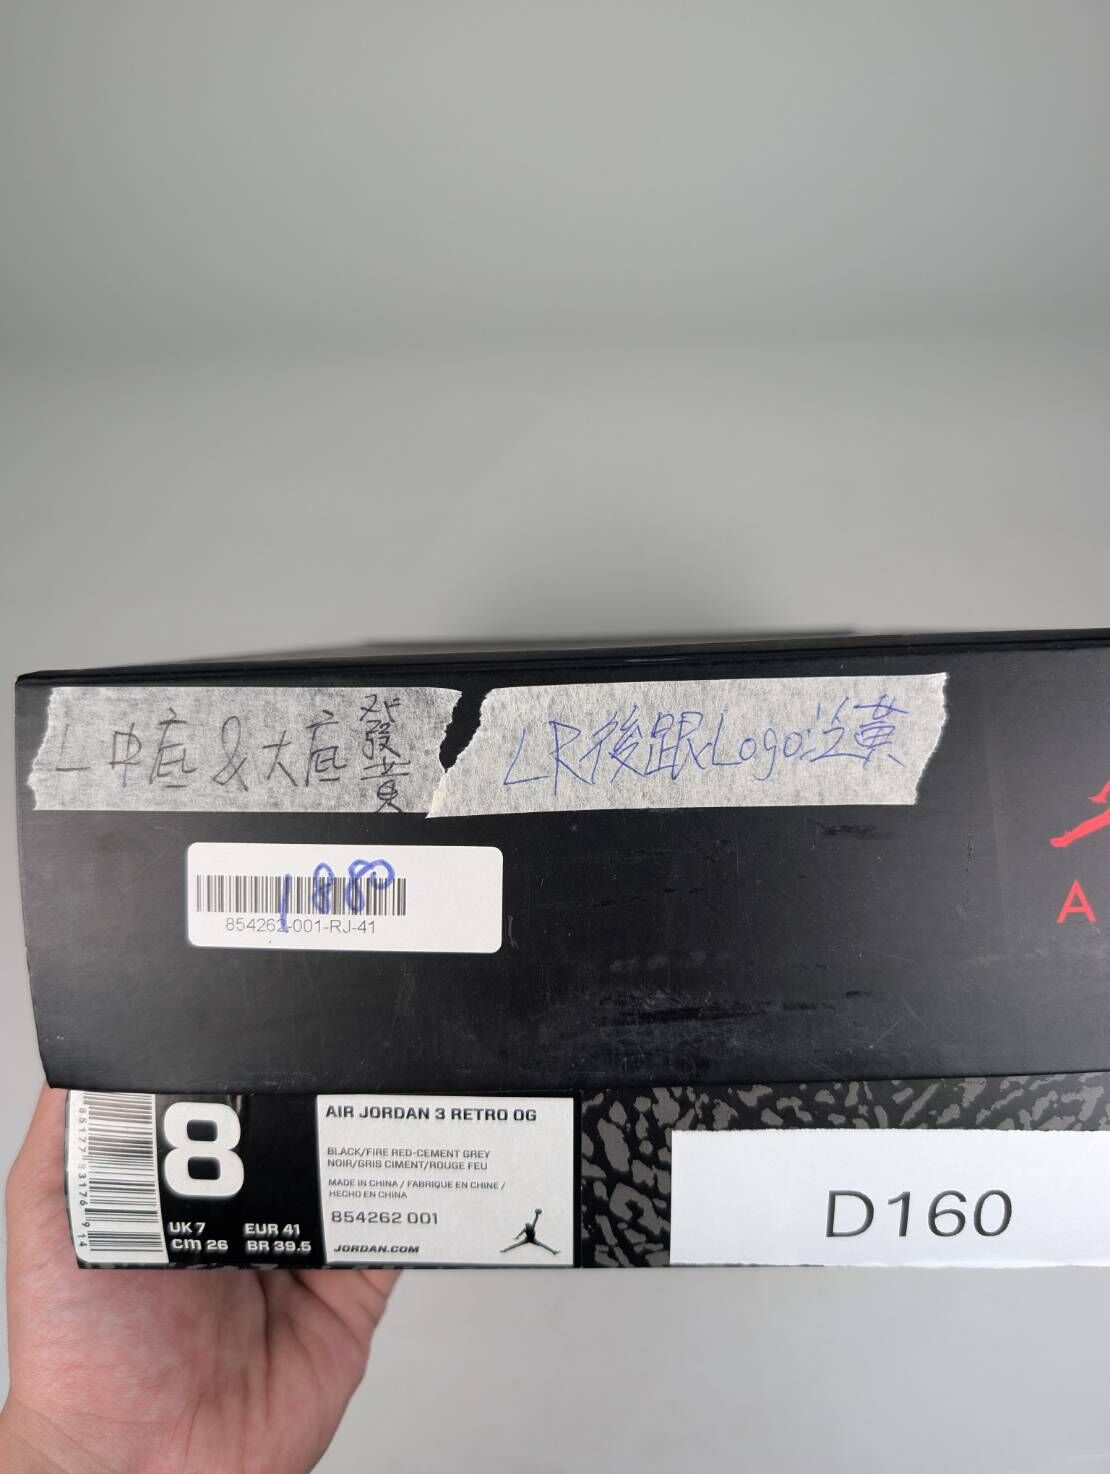 L 中底 & 大底發黃
LR後跟Logo泛黃
1880
854262-001-RJ-41
A
8
AIR JORDAN 3 RETRO OG
BLACK/FIRE RED-CEMENT GREY
NOIR/GRIS CIMENT/ROUGE FEU
MADE IN CHINA / FABRIQUE EN CHINE /
HECHO EN CHINA
854262 001
JORDAN.COM
UK 7 EUR 41
cm 26 BR 39.5
D160